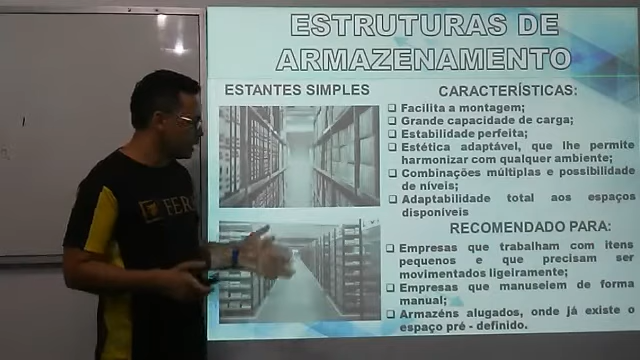 ESTRUTURAS DE
ARMAZENAMENTO
ESTANTES SIMPLES
CARACTERÍSTICAS:
❑ Facilita a montagem;
❑ Grande capacidade de carga;
❑ Estabilidade perfeita;
❑ Estética adaptável, que lhe permite
harmonizar com qualquer ambiente;
❑ Combinações múltiplas e possibilidade
de níveis;
❑ Adaptabilidade total aos espaços
disponíveis
RECOMENDADO PARA:
❑ Empresas que trabalham com itens
pequenos e que precisam ser
movimentados ligeiramente;
❑ Empresas que manuseiem de forma
manual;
❑ Armazéns alugados, onde já existe o
espaço pré - definido.